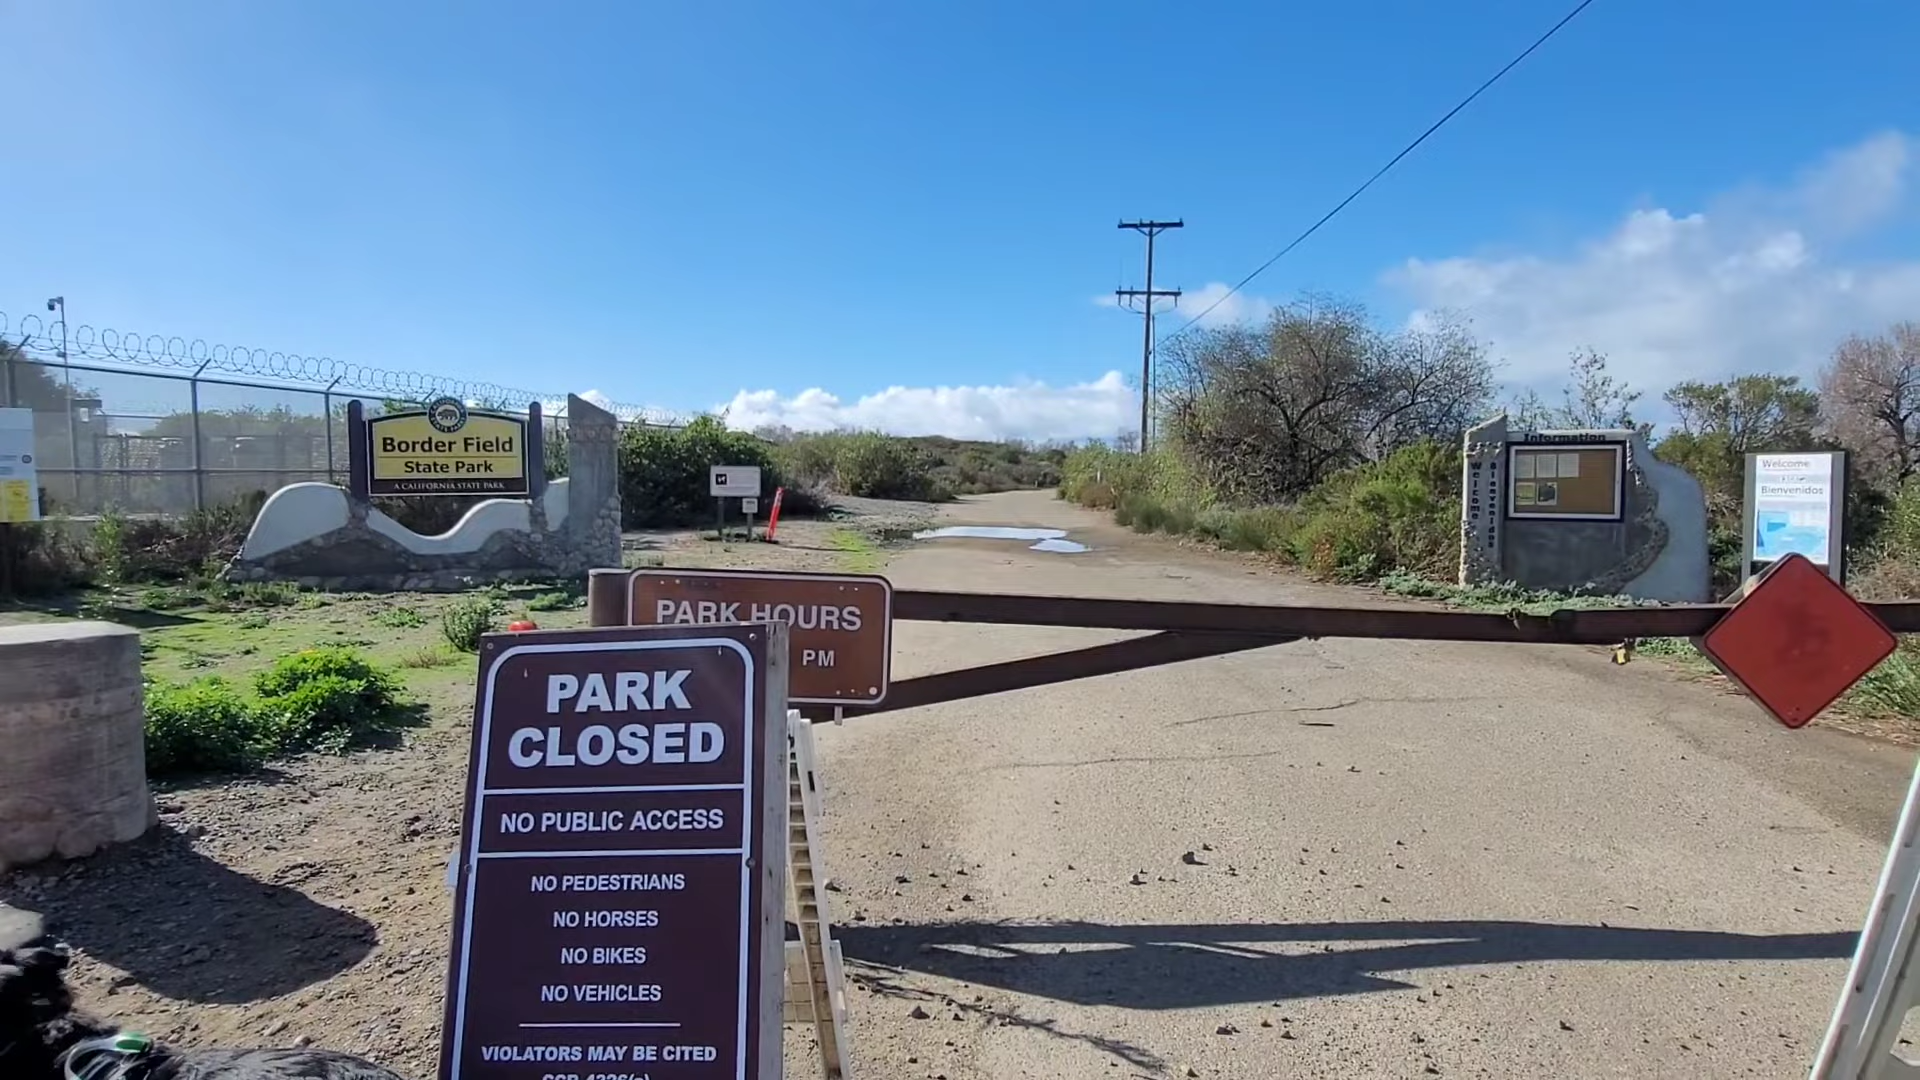 Border Field
State Park
A CALIFORNIA STATE PARK
Information
Welcome
Bienvenidos
Welcome
Bienvenidos
PARK HOURS
PM
PARK
CLOSED
NO PUBLIC ACCESS
NO PEDESTRIANS
NO HORSES
NO BIKES
NO VEHICLES
VIOLATORS MAY BE CITED